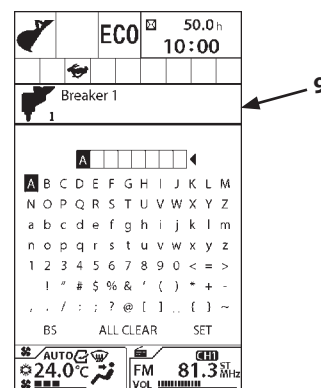 ECO 50.0 h
10:00
9
Breaker 1
1
A
A B C D E F G H I J K L M
N O P Q R S T U V W X Y Z
a b c d e f g h i j k l m
n o p q r s t u v w x y z
1 2 3 4 5 6 7 8 9 0 < = >
! " # $ % & ' ( ) * + -
, . / : ; ? @ [ ] _ { } ~
BS ALL CLEAR SET
AUTO CH1
24.0°C FM 81.3 ST MHz
VOL